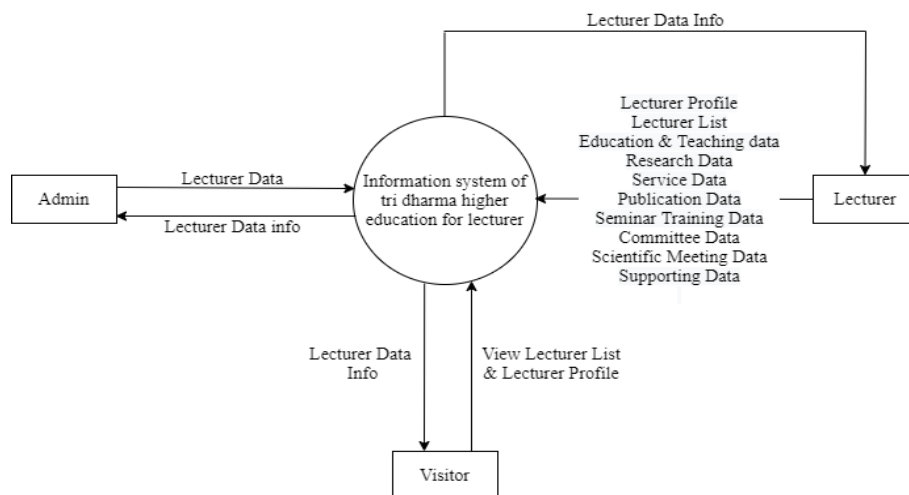 Lecturer Data Info
Lecturer Profile
Lecturer List
Education & Teaching data
Research Data
Service Data
Publication Data
Seminar Training Data
Committee Data
Scientific Meeting Data
Supporting Data
Admin
Lecturer Data
Lecturer Data info
Information system of
tri dharma higher
education for lecturer
Lecturer
Lecturer Data
Info
View Lecturer List
& Lecturer Profile
Visitor